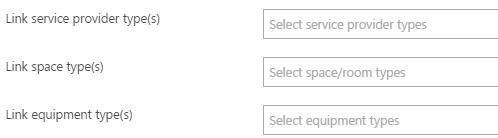 Link service provider type(s)
Select service provider types
Link space type(s)
Select space/room types
Link equipment type(s)
Select equipment types